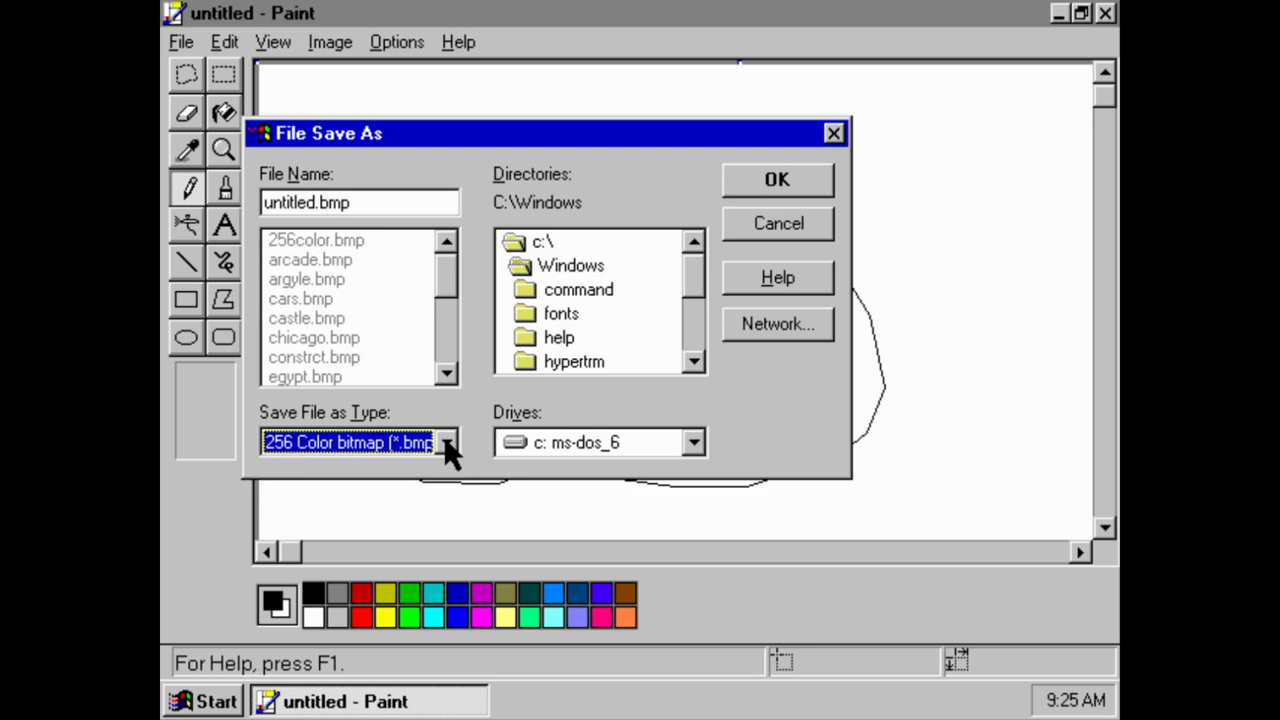 untitled - Paint
File Edit View Image Options Help
File Save As
File Name:
untitled.bmp
256color.bmp
arcade.bmp
argyle.bmp
cars.bmp
castle.bmp
chicago.bmp
constrct.bmp
egypt.bmp
Save File as Type:
256 Color bitmap (*.bmp
Directories:
C:\Windows
c:\
Windows
command
fonts
help
hypertrm
Drives:
c: ms-dos_6
OK
Cancel
Help
Network...
A
For Help, press F1.
Start untitled - Paint 9:25 AM